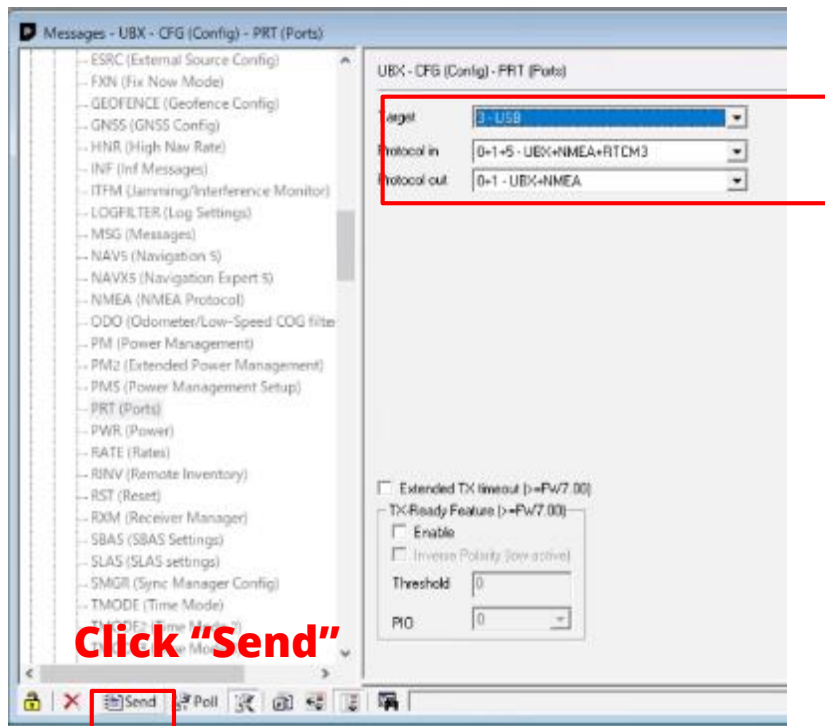 Messages - UBX - CFG (Config) - PRT (Ports)
ESRC (External Source Config)
FXN (Fix Now Mode)
GEOFENCE (Geofence Config)
GNSS (GNSS Config)
HNR (High Nav Rate)
INF (Inf Messages)
ITFM (Jamming/Interference Monitor)
LOGFILTER (Log Settings)
MSG (Messages)
NAV5 (Navigation 5)
NAVX5 (Navigation Expert 5)
NMEA (NMEA Protocol)
ODO (Odometer/Low-Speed COG filte
PM (Power Management)
PM2 (Extended Power Management)
PMS (Power Management Setup)
PRT (Ports)
PWR (Power)
RATE (Rates)
RINV (Remote Inventory)
RST (Reset)
RXM (Receiver Manager)
SBAS (SBAS Settings)
SLAS (SLAS settings)
SMGR (Sync Manager Config)
TMODE (Time Mode)
Click “Send”
Send
Poll
UBX - CFG (Config) - PRT (Ports)
Target 3 - USB
Protocol in 0+1+5 - UBX+NMEA+RTCM3
Protocol out 0+1 - UBX+NMEA
Extended TX timeout (>=FW7.00)
TX-Ready Feature (>=FW7.00)
Enable
Inverse Polarity (low active)
Threshold 0
PIO 0